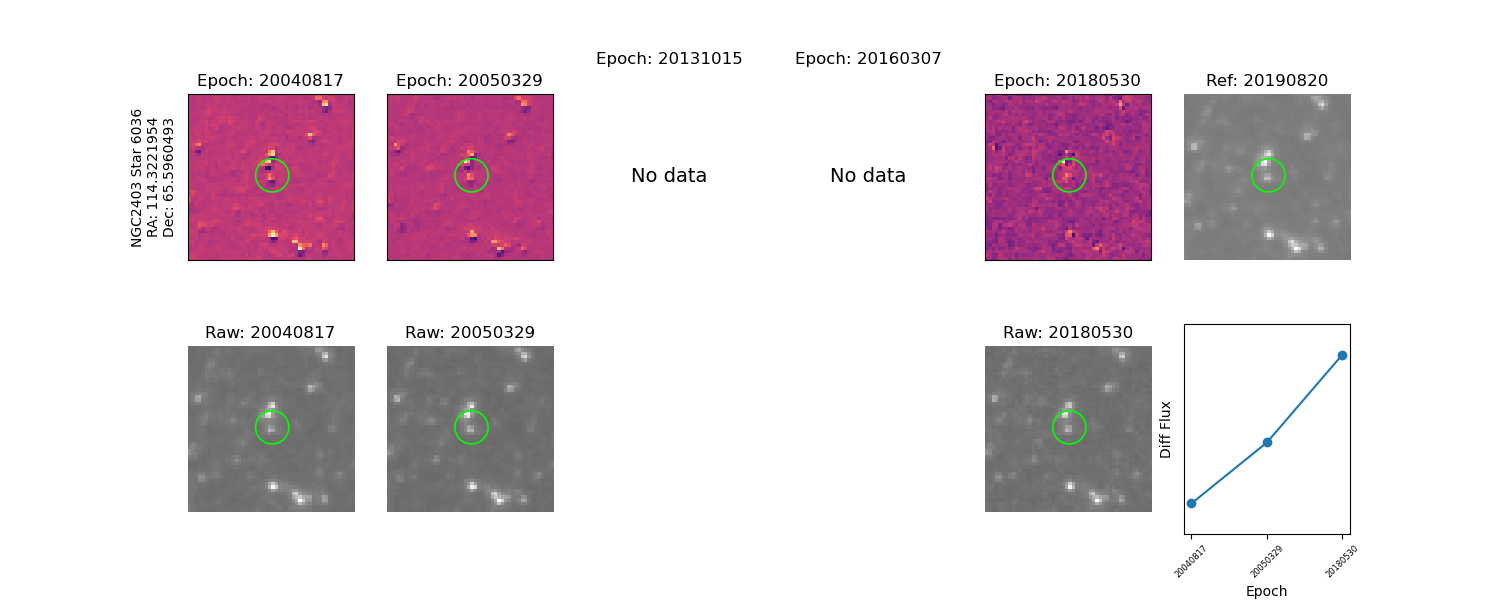 Epoch: 20040817
Epoch: 20050329
Epoch: 20131015
Epoch: 20160307
Epoch: 20180530
Ref: 20190820
NGC2403 Star 6036
RA: 114.3221954
Dec: 65.5960493
No data
No data
Raw: 20040817
Raw: 20050329
Raw: 20180530
Diff Flux
20040817
20050329
20180530
Epoch